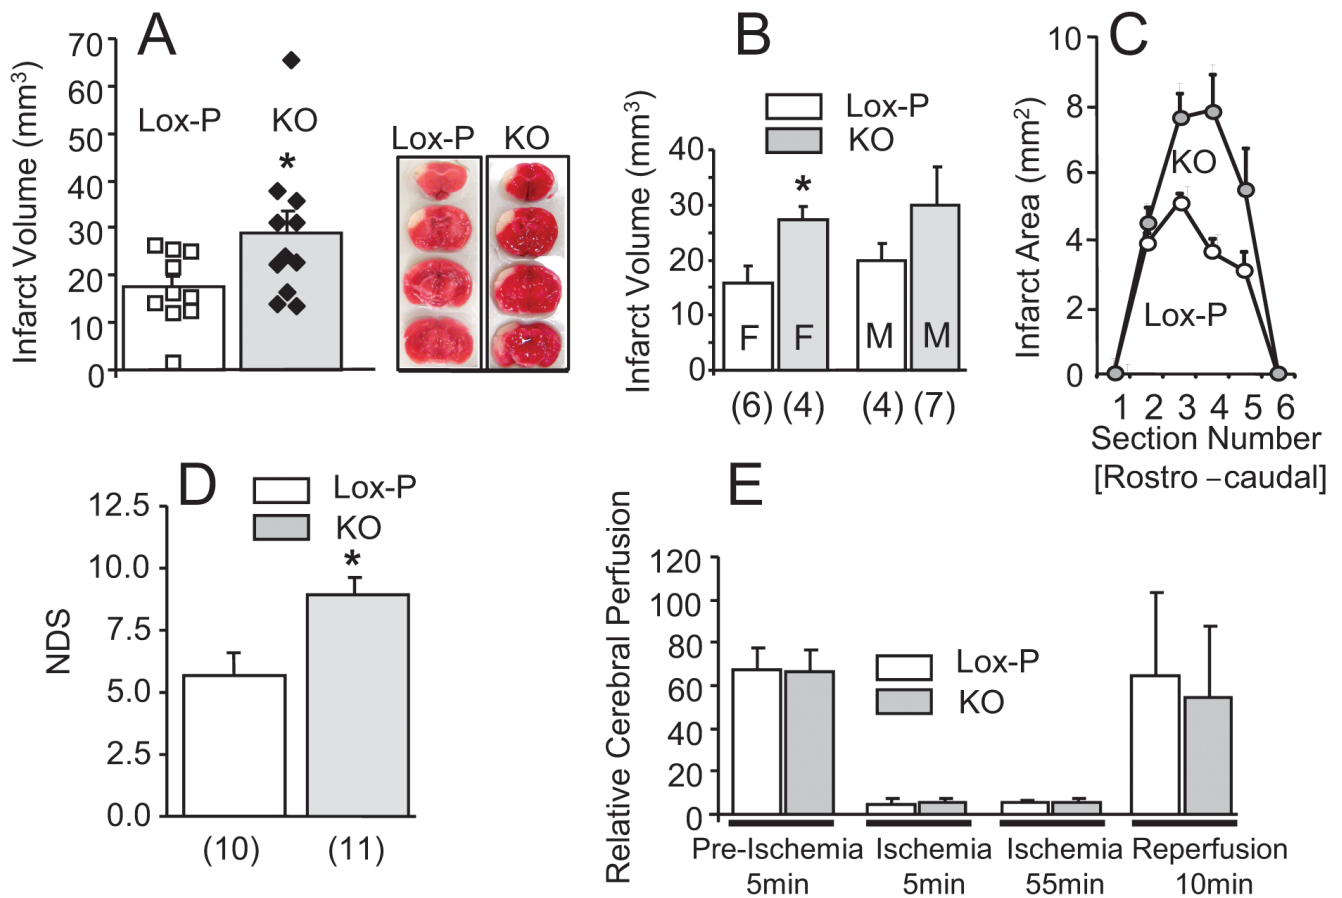 A
Infarct Volume (mm3)
70
60
50
40
30
20
10
0
Lox-P
KO
*
Lox-P KO
B
Infarct Volume (mm3)
Lox-P
KO
40
30
20
10
0
*
F F M M
(6) (4) (4) (7)
C
Infarct Area (mm2)
10
8
6
4
2
0
KO
Lox-P
1 2 3 4 5 6
Section Number
[Rostro –caudal]
D
Lox-P
KO
NDS
12.5
10.0
7.5
5.0
2.5
0.0
*
(10) (11)
E
Relative Cerebral Perfusion
120
100
80
60
40
20
0
Lox-P
KO
Pre-Ischemia Ischemia Ischemia Reperfusion
5min 5min 55min 10min